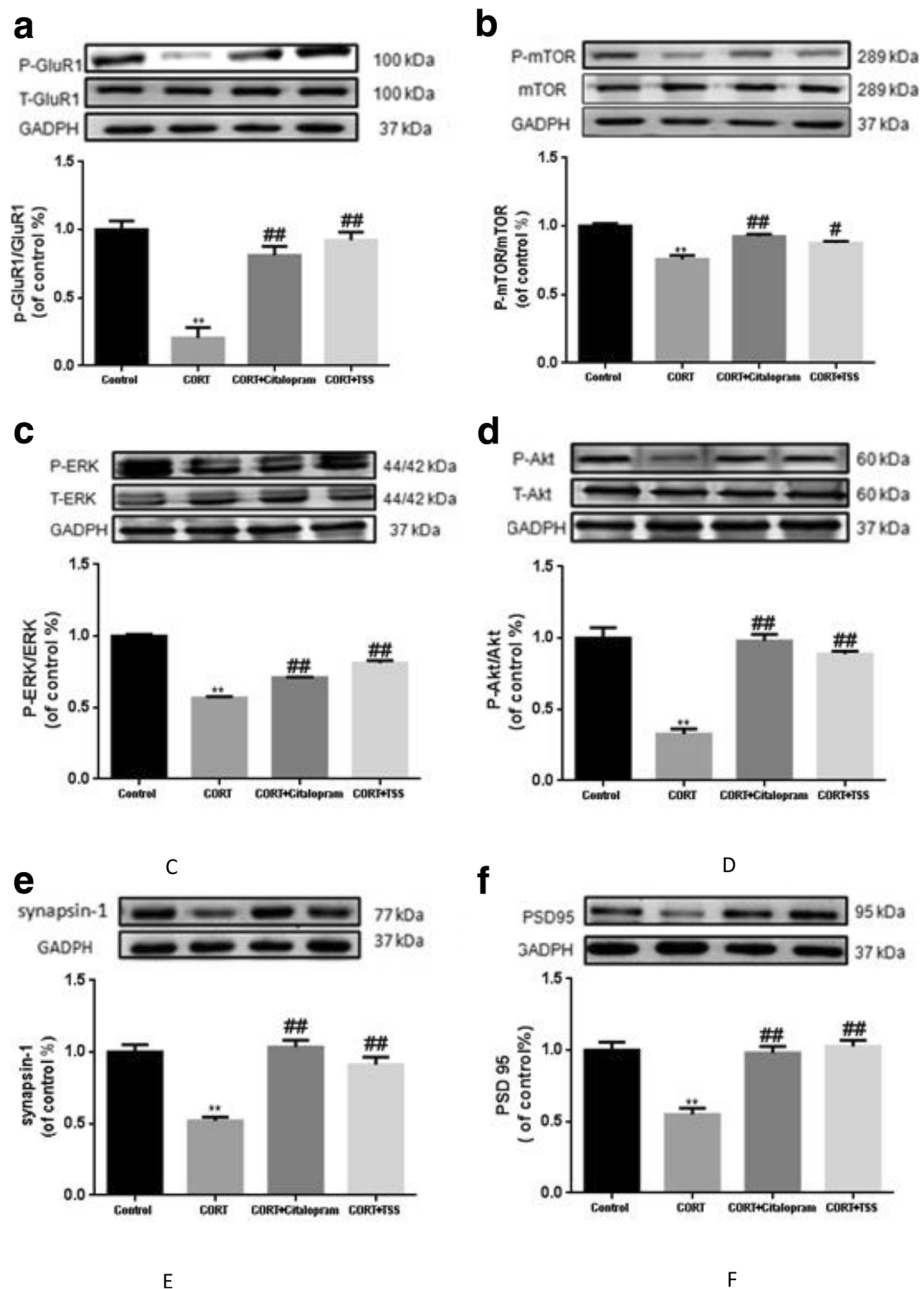 a
P-GluR1 100 kDa
T-GluR1 100 kDa
GADPH 37 kDa
p-GluR1/GluR1
(of control %)
1.5
1.0
0.5
0.0
**
##
##
Control CORT CORT+Citalopram CORT+TSS
b
P-mTOR 289 kDa
mTOR 289 kDa
GADPH 37 kDa
P-mTOR/mTOR
(of control %)
1.5
1.0
0.5
0.0
**
##
#
Control CORT CORT+Citalopram CORT+TSS
c
P-ERK 44/42 kDa
T-ERK 44/42 kDa
GADPH 37 kDa
P-ERK/ERK
(of control %)
1.5
1.0
0.5
0.0
**
##
##
Control CORT CORT+Citalopram CORT+TSS
C
d
P-Akt 60 kDa
T-Akt 60 kDa
GADPH 37 kDa
P-Akt/Akt
(of control %)
1.5
1.0
0.5
0.0
**
##
##
Control CORT CORT+Citalopram CORT+TSS
D
e
synapsin-1 77 kDa
GADPH 37 kDa
synapsin-1
(of control %)
1.5
1.0
0.5
0.0
**
##
##
Control CORT CORT+Citalopram CORT+TSS
E
f
PSD95 95 kDa
GADPH 37 kDa
PSD 95
( of control%)
1.5
1.0
0.5
0.0
**
##
##
Control CORT CORT+Citalopram CORT+TSS
F